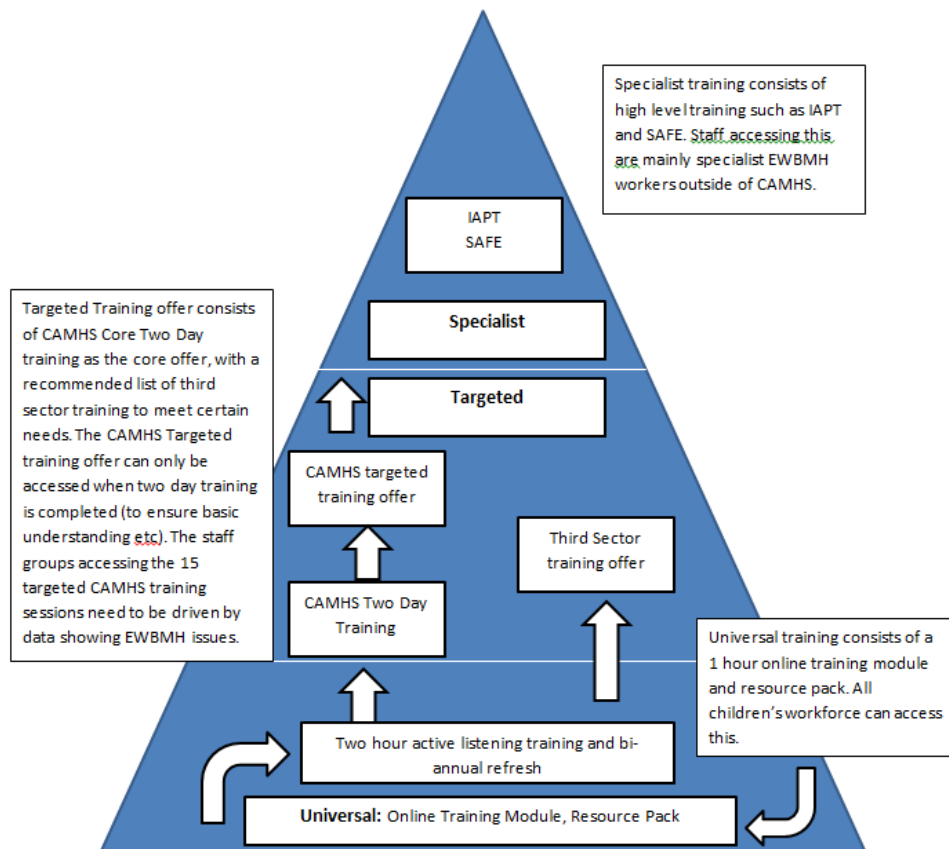 Specialist training consists of
high level training such as IAPT
and SAFE. Staff accessing this
are mainly specialist EWBMH
workers outside of CAMHS.
IAPT
SAFE
Specialist
Targeted Training offer consists
of CAMHS Core Two Day
training as the core offer, with a
recommended list of third
sector training to meet certain
needs. The CAMHS Targeted
training offer can only be
accessed when two day training
is completed (to ensure basic
understanding etc). The staff
groups accessing the 15
targeted CAMHS training
sessions need to be driven by
data showing EWBMH issues.
Targeted
CAMHS targeted
training offer
Third Sector
training offer
CAMHS Two Day
Training
Universal training consists of a
1 hour online training module
and resource pack. All
children's workforce can access
this.
Two hour active listening training and bi-
annual refresh
Universal: Online Training Module, Resource Pack